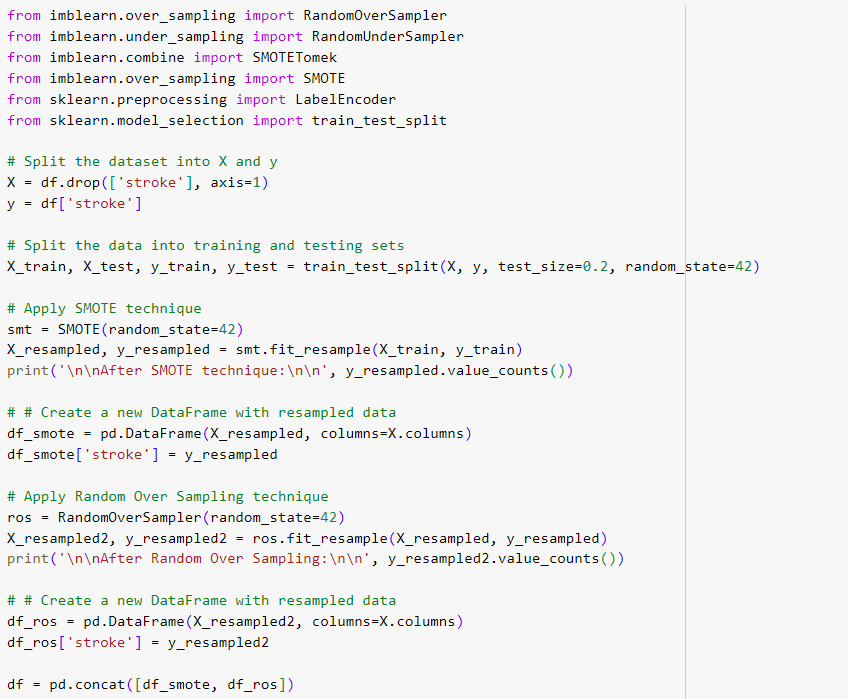 from imblearn.over_sampling import RandomOverSampler
from imblearn.under_sampling import RandomUnderSampler
from imblearn.combine import SMOTETomek
from imblearn.over_sampling import SMOTE
from sklearn.preprocessing import LabelEncoder
from sklearn.model_selection import train_test_split
# Split the dataset into X and y
X = df.drop(['stroke'], axis=1)
y = df['stroke']
# Split the data into training and testing sets
X_train, X_test, y_train, y_test = train_test_split(X, y, test_size=0.2, random_state=42)
# Apply SMOTE technique
smt = SMOTE(random_state=42)
X_resampled, y_resampled = smt.fit_resample(X_train, y_train)
print('\n\nAfter SMOTE technique:\n\n', y_resampled.value_counts())
# # Create a new DataFrame with resampled data
df_smote = pd.DataFrame(X_resampled, columns=X.columns)
df_smote['stroke'] = y_resampled
# Apply Random Over Sampling technique
ros = RandomOverSampler(random_state=42)
X_resampled2, y_resampled2 = ros.fit_resample(X_resampled, y_resampled)
print('\n\nAfter Random Over Sampling:\n\n', y_resampled2.value_counts())
# # Create a new DataFrame with resampled data
df_ros = pd.DataFrame(X_resampled2, columns=X.columns)
df_ros['stroke'] = y_resampled2
df = pd.concat([df_smote, df_ros])